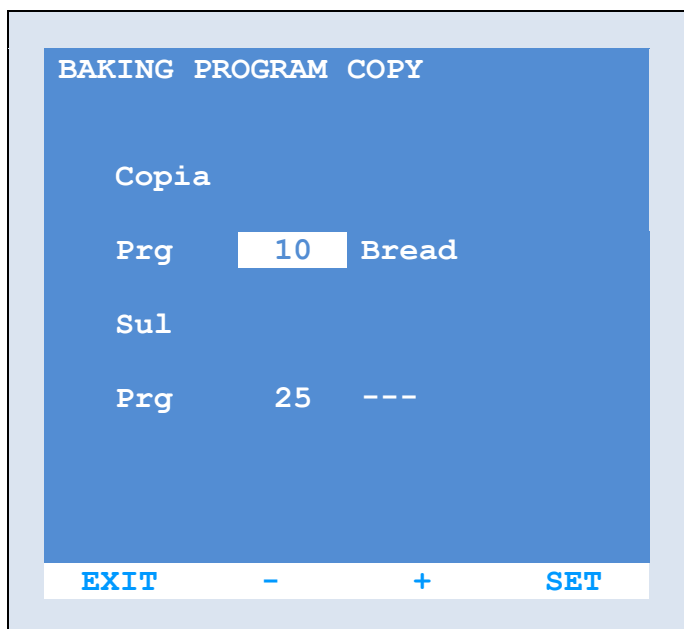 BAKING PROGRAM COPY
Copia
Prg 10 Bread
Sul
Prg 25 ---
EXIT - + SET